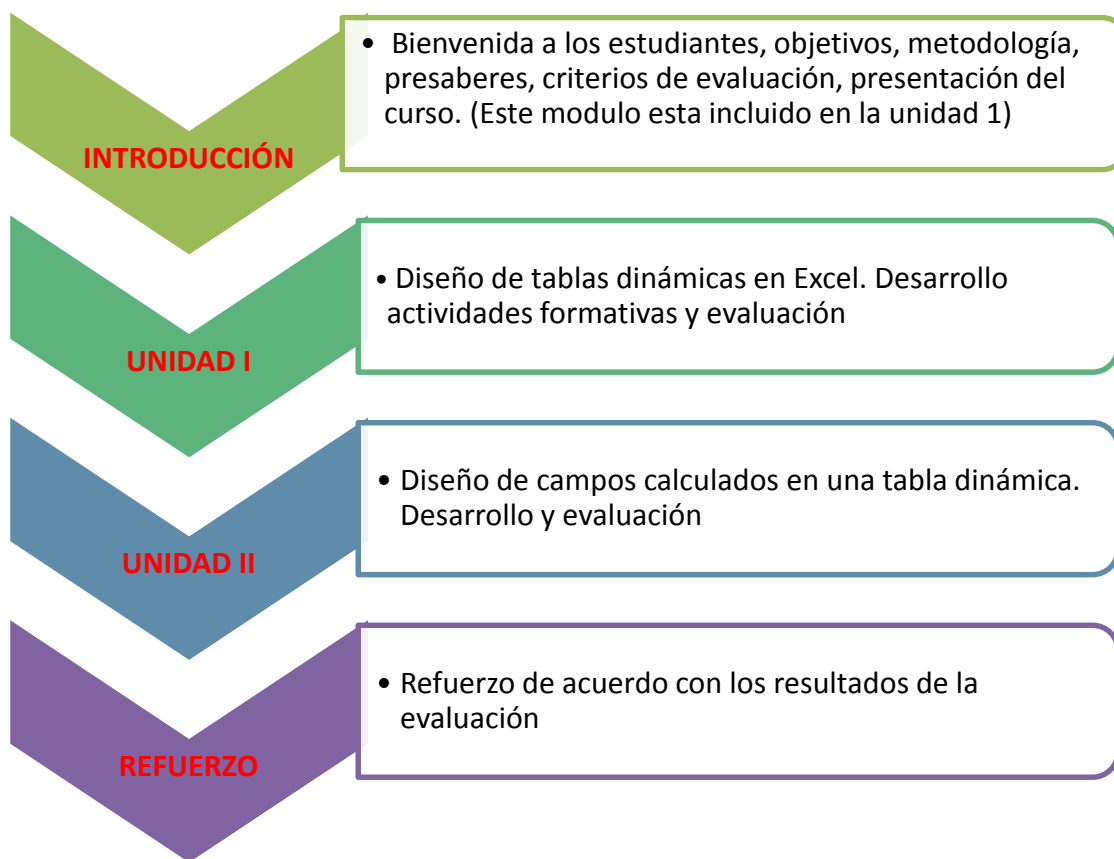 INTRODUCCIÓN
• Bienvenida a los estudiantes, objetivos, metodología,
presaberes, criterios de evaluación, presentación del
curso. (Este modulo esta incluido en la unidad 1)
UNIDAD I
• Diseño de tablas dinámicas en Excel. Desarrollo
actividades formativas y evaluación
UNIDAD II
• Diseño de campos calculados en una tabla dinámica.
Desarrollo y evaluación
REFUERZO
• Refuerzo de acuerdo con los resultados de la
evaluación